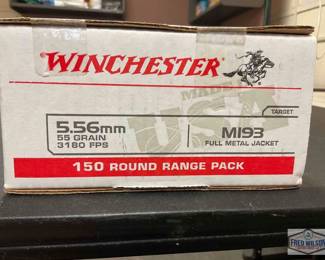 WINCHESTER
MADE IN
USA
TARGET
5.56mm
55 GRAIN
3180 FPS
M193
FULL METAL JACKET
150 ROUND RANGE PACK
FRED WILSON